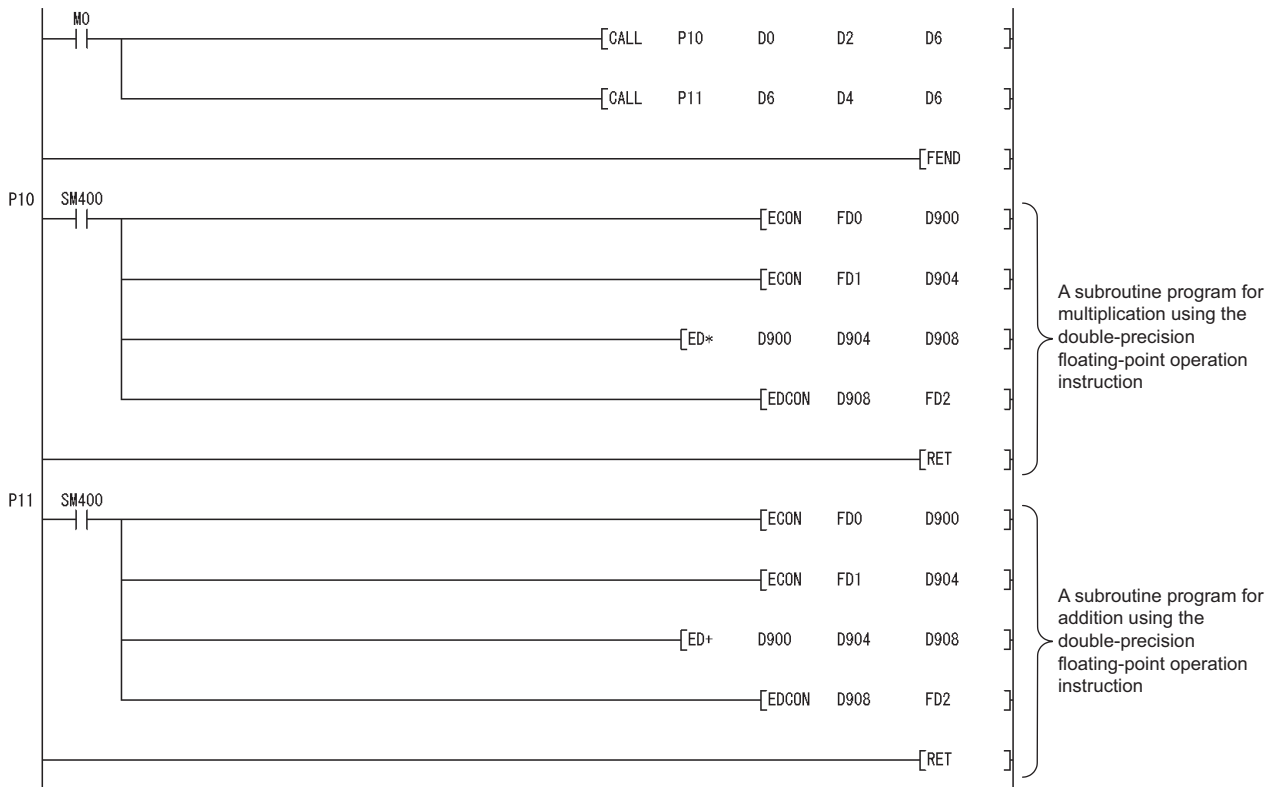 M0
[CALL P10 D0 D2 D6 ]
[CALL P11 D6 D4 D6 ]
[FEND ]
P10 SM400
[ECON FD0 D900 ]
[ECON FD1 D904 ]
[ED* D900 D904 D908 ]
[EDCON D908 FD2 ]
[RET ]
A subroutine program for
multiplication using the
double-precision
floating-point operation
instruction
P11 SM400
[ECON FD0 D900 ]
[ECON FD1 D904 ]
[ED+ D900 D904 D908 ]
[EDCON D908 FD2 ]
[RET ]
A subroutine program for
addition using the
double-precision
floating-point operation
instruction